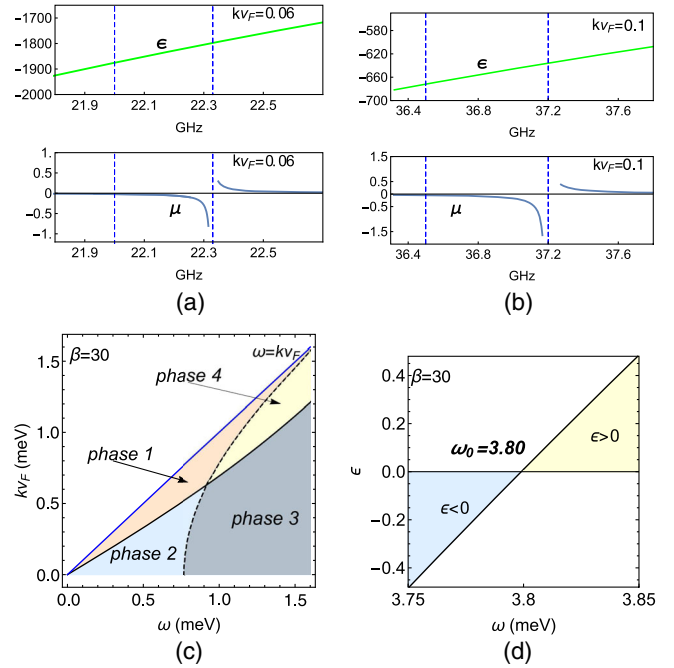 -1700
-1800
-1900
-2000
ϵ
kv_F=0.06
21.9 22.1 22.3 22.5
GHz
1.
0.5
0
-0.5
-1.
μ
kv_F=0.06
21.9 22.1 22.3 22.5
GHz
(a)
-580
-620
-660
-700
ϵ
kv_F=0.1
36.4 36.8 37.2 37.6
GHz
1.5
0.5
-0.5
-1.5
μ
kv_F=0.1
36.4 36.8 37.2 37.6
GHz
(b)
β=30
ω=kv_F
phase 4
phase 1
phase 2
phase 3
1.5
1.0
0.5
0.0
kv_F (meV)
0.0 0.5 1.0 1.5
ω (meV)
(c)
β=30
ω₀=3.80
ϵ>0
ϵ<0
0.4
0.2
0.0
-0.2
-0.4
ϵ
3.75 3.8 3.85
ω (meV)
(d)